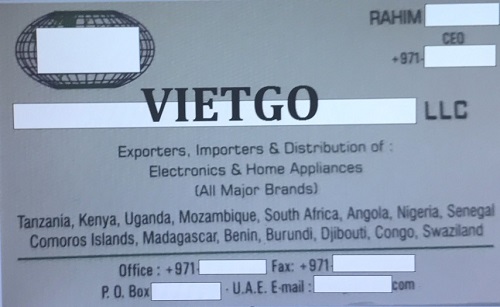 RAHIM
CEO
+971-
VIETGO
LLC
Exporters, Importers & Distribution of :
Electronics & Home Appliances
(All Major Brands)
Tanzania, Kenya, Uganda, Mozambique, South Africa, Angola, Nigeria, Senegal
Comoros Islands, Madagascar, Benin, Burundi, Djibouti, Congo, Swaziland
Office : +971- Fax: +971-
P. O. Box - U.A.E. E-mail : com